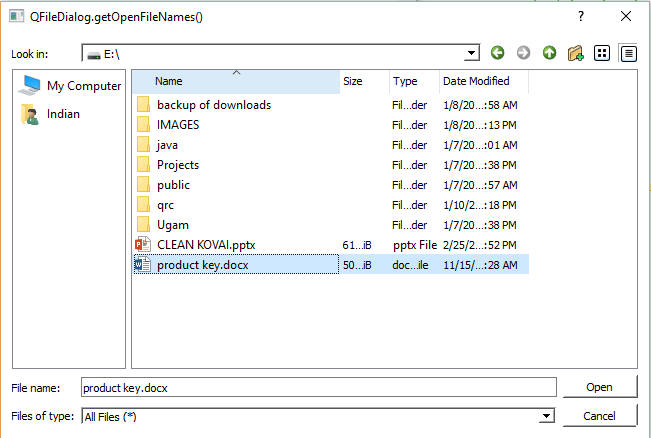 QFileDialog.getOpenFileNames() ?
Look in: E:\
My Computer
Indian
Name Size Type Date Modified
backup of downloads Fil...der 1/8/20...:58 AM
IMAGES Fil...der 1/8/20...:13 PM
java Fil...der 1/7/20...:01 AM
Projects Fil...der 1/7/20...:38 PM
public Fil...der 1/7/20...:57 AM
qrc Fil...der 1/10/2...:18 PM
Ugam Fil...der 1/7/20...:38 PM
CLEAN KOVAI.pptx 61...iB pptx File 2/25/2...:52 PM
product key.docx 50...iB doc...ile 11/15/...:28 AM
File name: product key.docx Open
Files of type: All Files (*) Cancel